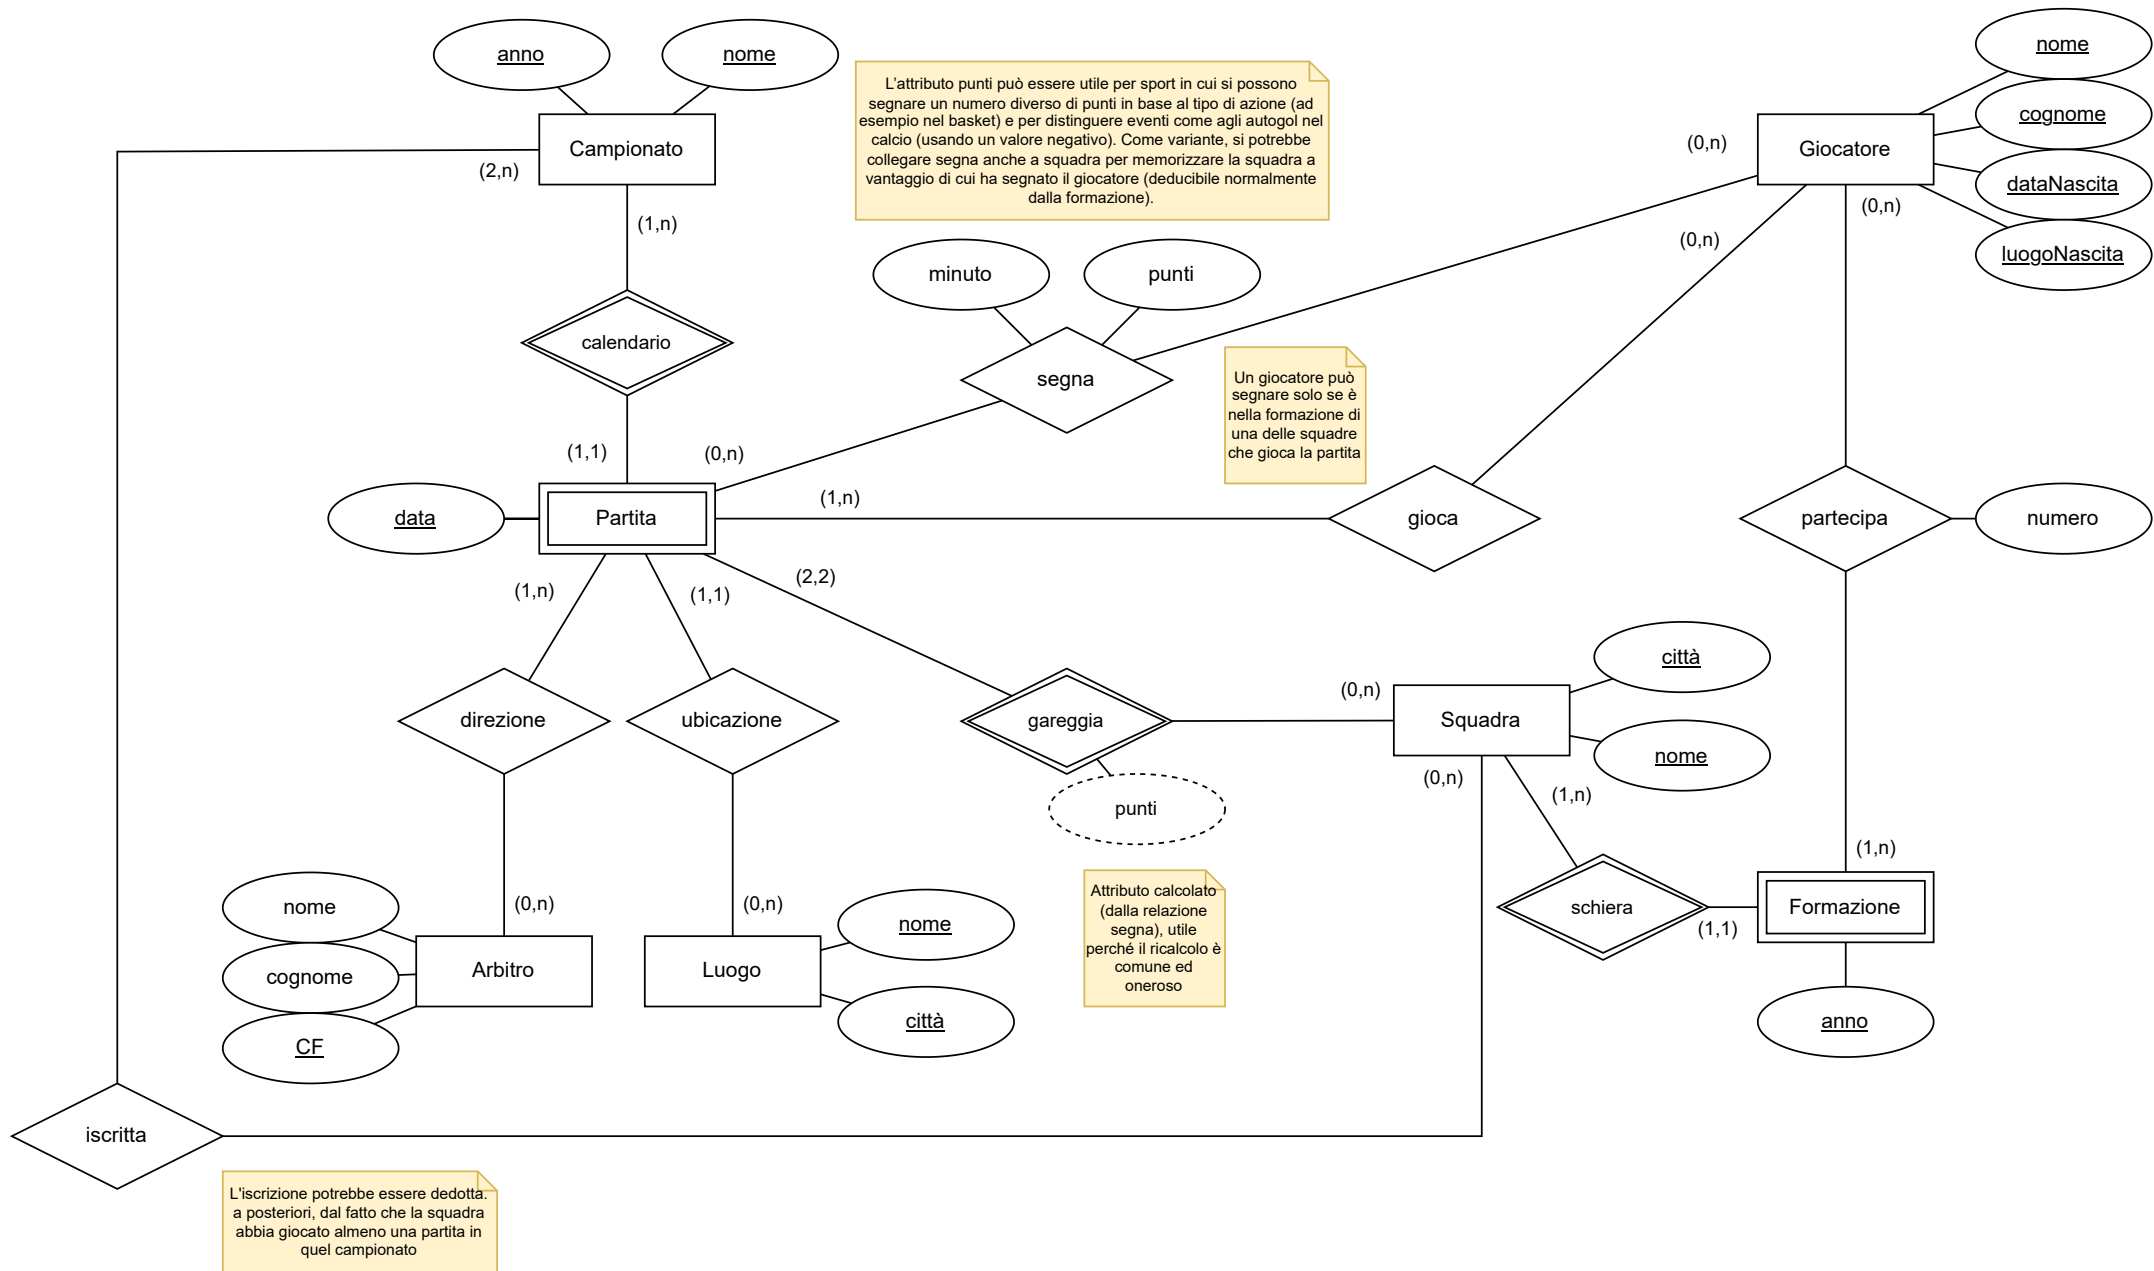 anno
nome
nome
L'attributo punti può essere utile per sport in cui si possono
segnare un numero diverso di punti in base al tipo di azione (ad
esempio nel basket) e per distinguere eventi come agli autogol nel
calcio (usando un valore negativo). Come variante, si potrebbe
collegare segna anche a squadra per memorizzare la squadra a
vantaggio di cui ha segnato il giocatore (deducibile normalmente
dalla formazione).
cognome
Campionato
(0,n)
Giocatore
(2,n)
dataNascita
(0,n)
(1,n)
(0,n)
luogoNascita
minuto
punti
calendario
segna
Un giocatore può
segnare solo se è
nella formazione di
una delle squadre
che gioca la partita
(1,1)
(0,n)
(1,n)
data
Partita
gioca
partecipa
numero
(1,n)
(1,1)
(2,2)
città
(0,n)
direzione
ubicazione
gareggia
Squadra
nome
(0,n)
(1,n)
punti
(1,n)
Attributo calcolato
(dalla relazione
segna), utile
perché il ricalcolo è
comune ed
oneroso
nome
(0,n)
(0,n)
nome
schiera
(1,1)
Formazione
cognome
Arbitro
Luogo
città
anno
CF
iscritta
L'iscrizione potrebbe essere dedotta.
a posteriori, dal fatto che la squadra
abbia giocato almeno una partita in
quel campionato